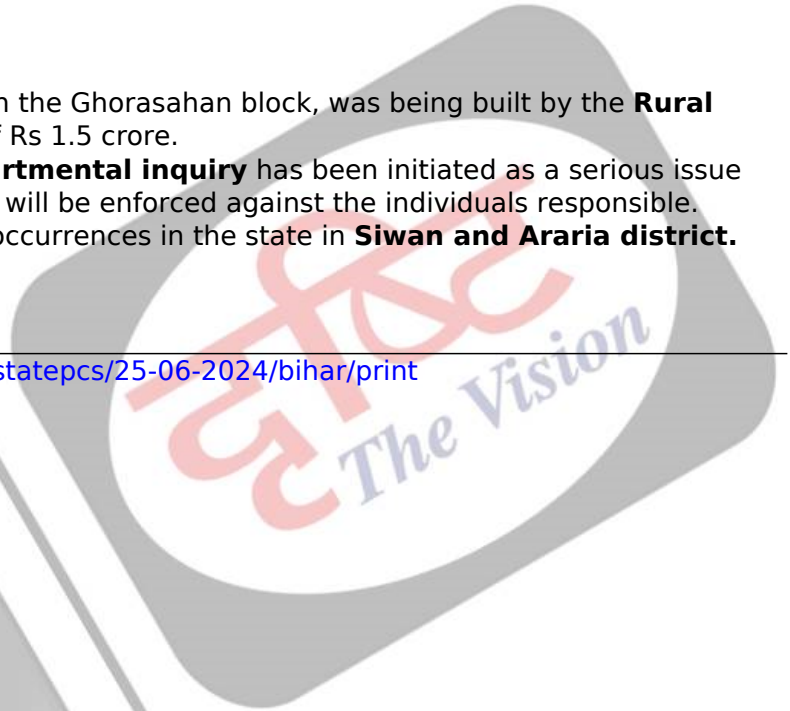 n the Ghorasahan block, was being built by the Rural
Rs 1.5 crore.
rtmental inquiry has been initiated as a serious issue
will be enforced against the individuals responsible.
occurrences in the state in Siwan and Araria district.
statepcs/25-06-2024/bihar/print
दृष्टि
The Vision